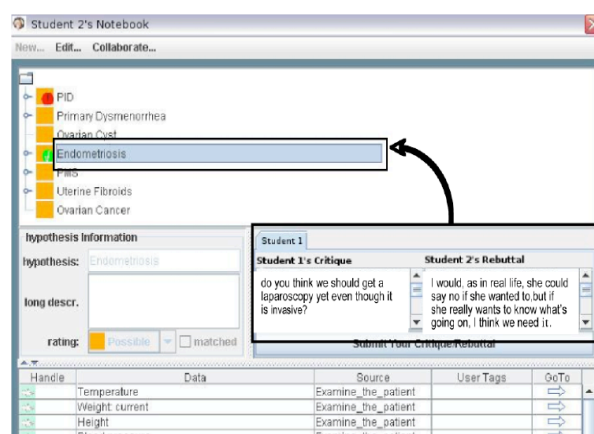 Student 2's Notebook
New... Edit... Collaborate...
PID
Primary Dysmenorrhea
Ovarian Cyst
Endometriosis
PMS
Uterine Fibroids
Ovarian Cancer
hypothesis Information
hypothesis: Endometriosis
long descr.
rating: Possible matched
Student 1
Student 1's Critique
do you think we should get a
laparoscopy yet even though it
is invasive?
Student 2's Rebuttal
I would, as in real life, she could
say no if she wanted to,but if
she really wants to know what's
going on, I think we need it.
Submit Your Critique/Rebuttal
Handle Data Source User Tags GoTo
Temperature Examine_the_patient
Weight: current Examine_the_patient
Height Examine_the_patient